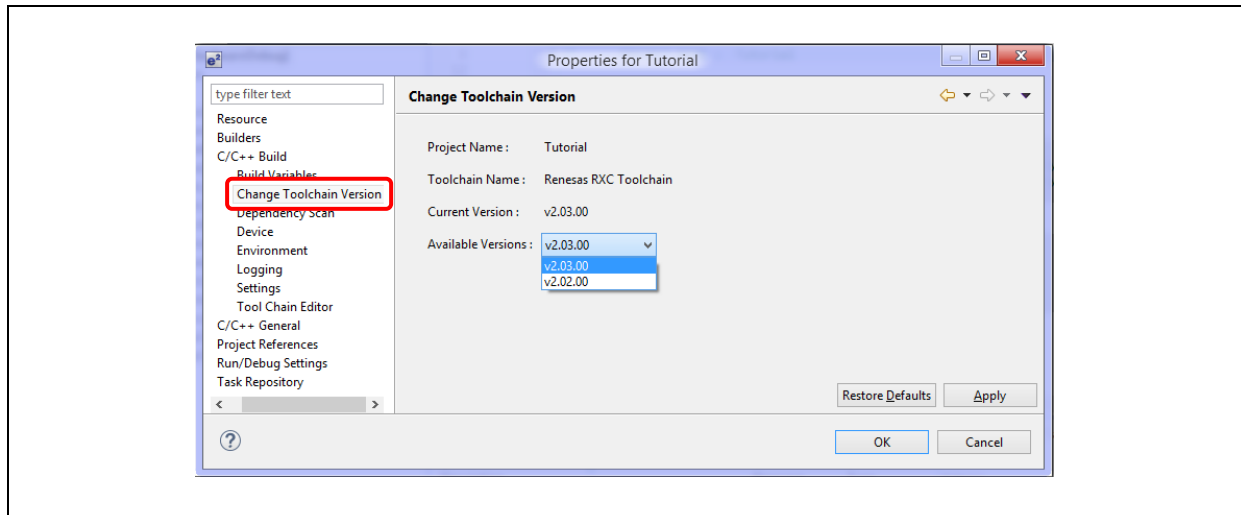 e²
Properties for Tutorial
type filter text
Resource
Builders
C/C++ Build
Build Variables
Change Toolchain Version
Dependency Scan
Device
Environment
Logging
Settings
Tool Chain Editor
C/C++ General
Project References
Run/Debug Settings
Task Repository
Change Toolchain Version
Project Name : Tutorial
Toolchain Name : Renesas RXC Toolchain
Current Version : v2.03.00
Available Versions : v2.03.00
v2.03.00
v2.02.00
Restore Defaults Apply
OK Cancel